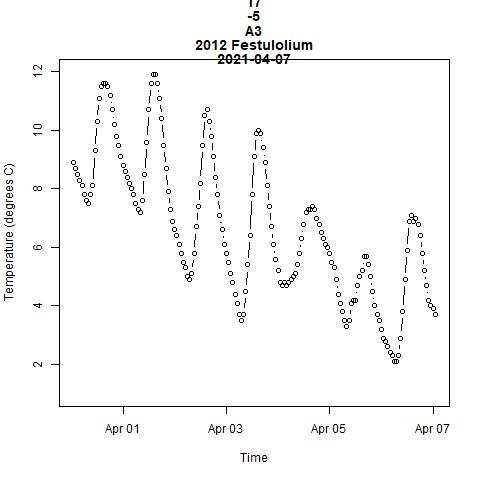 17
-5
A3
2012 Festulolium
2021-04-07
Temperature (degrees C)
12
10
8
6
4
2
Apr 01
Apr 03
Apr 05
Apr 07
Time